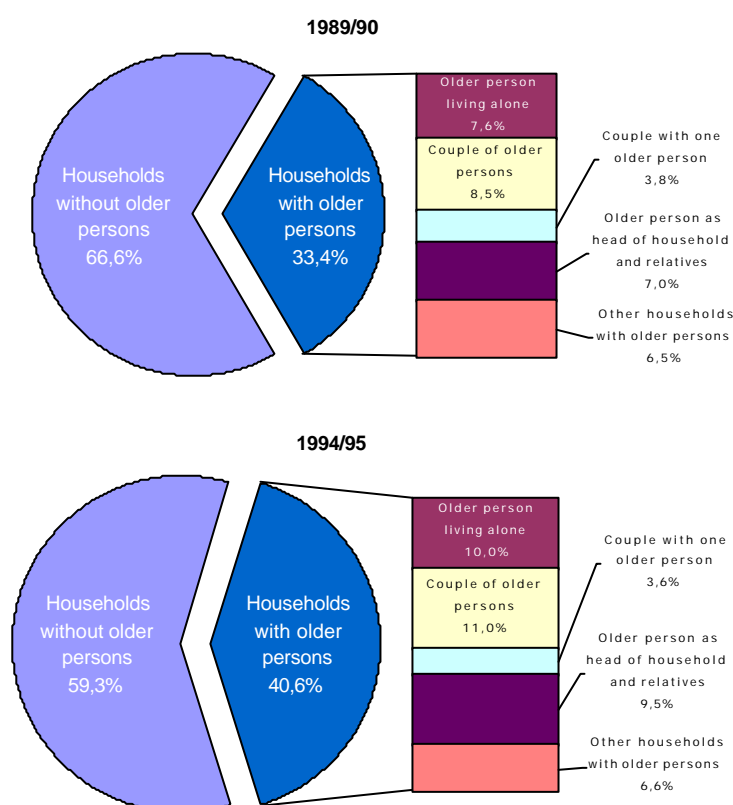 1989/90
Households
without older
persons
66,6%
Households
with older
persons
33,4%
Older person
living alone
7,6%
Couple of older
persons
8,5%
Couple with one
older person
3,8%
Older person as
head of household
and relatives
7,0%
Other households
with older persons
6,5%
1994/95
Households
without older
persons
59,3%
Households
with older
persons
40,6%
Older person
living alone
10,0%
Couple of older
persons
11,0%
Couple with one
older person
3,6%
Older person as
head of household
and relatives
9,5%
Other households
with older persons
6,6%